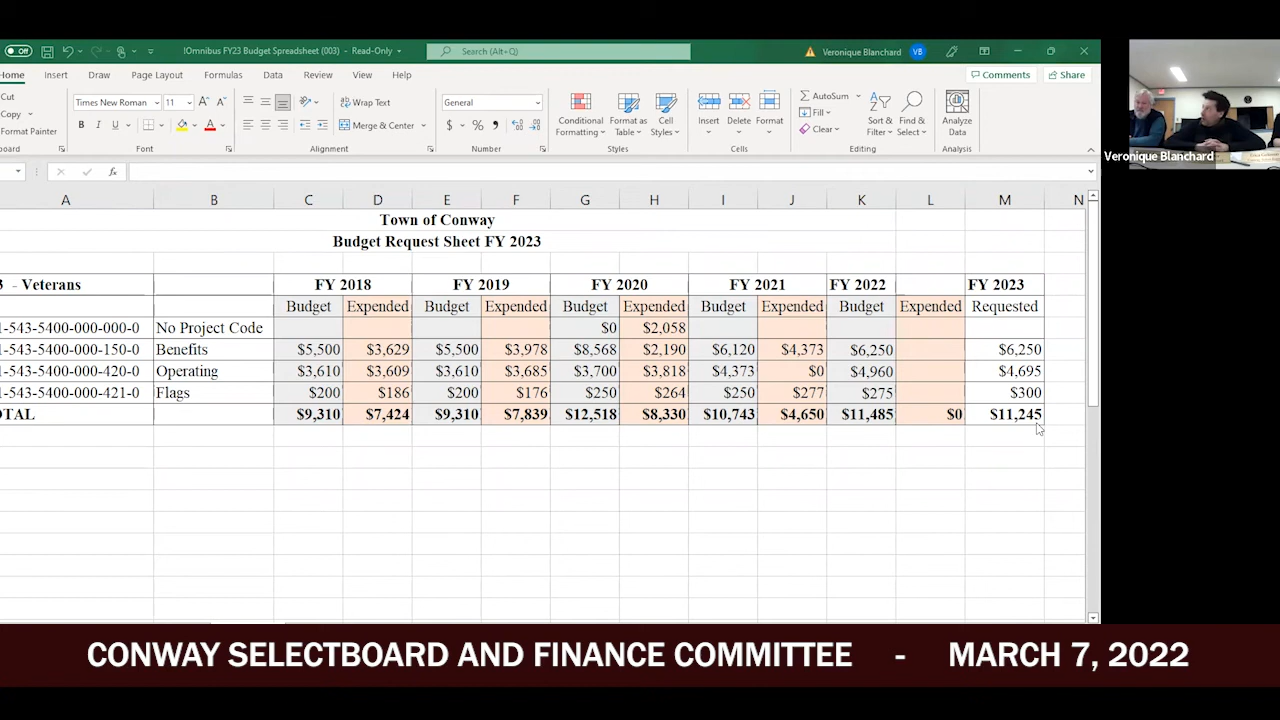 Off
!Omnibus FY23 Budget Spreadsheet (003) - Read-Only
Search (Alt+Q)
Veronique Blanchard VB
Home Insert Draw Page Layout Formulas Data Review View Help Comments Share
Cut
Copy
Format Painter
Times New Roman 11
Wrap Text
Merge & Center
General
Conditional Formatting
Format as Table
Cell Styles
Insert Delete Format
AutoSum
Fill
Clear
Sort & Filter
Find & Select
Analyze Data
board Font Alignment Number Styles Cells Editing Analysis
Veronique Blanchard
fx
A B C D E F G H I J K L M N
Town of Conway
Budget Request Sheet FY 2023
3 - Veterans FY 2018 FY 2019 FY 2020 FY 2021 FY 2022 FY 2023
Budget Expended Budget Expended Budget Expended Budget Expended Budget Expended Requested
1-543-5400-000-000-0 No Project Code $0 $2,058
1-543-5400-000-150-0 Benefits $5,500 $3,629 $5,500 $3,978 $8,568 $2,190 $6,120 $4,373 $6,250 $6,250
1-543-5400-000-420-0 Operating $3,610 $3,609 $3,610 $3,685 $3,700 $3,818 $4,373 $0 $4,960 $4,695
1-543-5400-000-421-0 Flags $200 $186 $200 $176 $250 $264 $250 $277 $275 $300
OTAL $9,310 $7,424 $9,310 $7,839 $12,518 $8,330 $10,743 $4,650 $11,485 $0 $11,245
CONWAY SELECTBOARD AND FINANCE COMMITTEE - MARCH 7, 2022